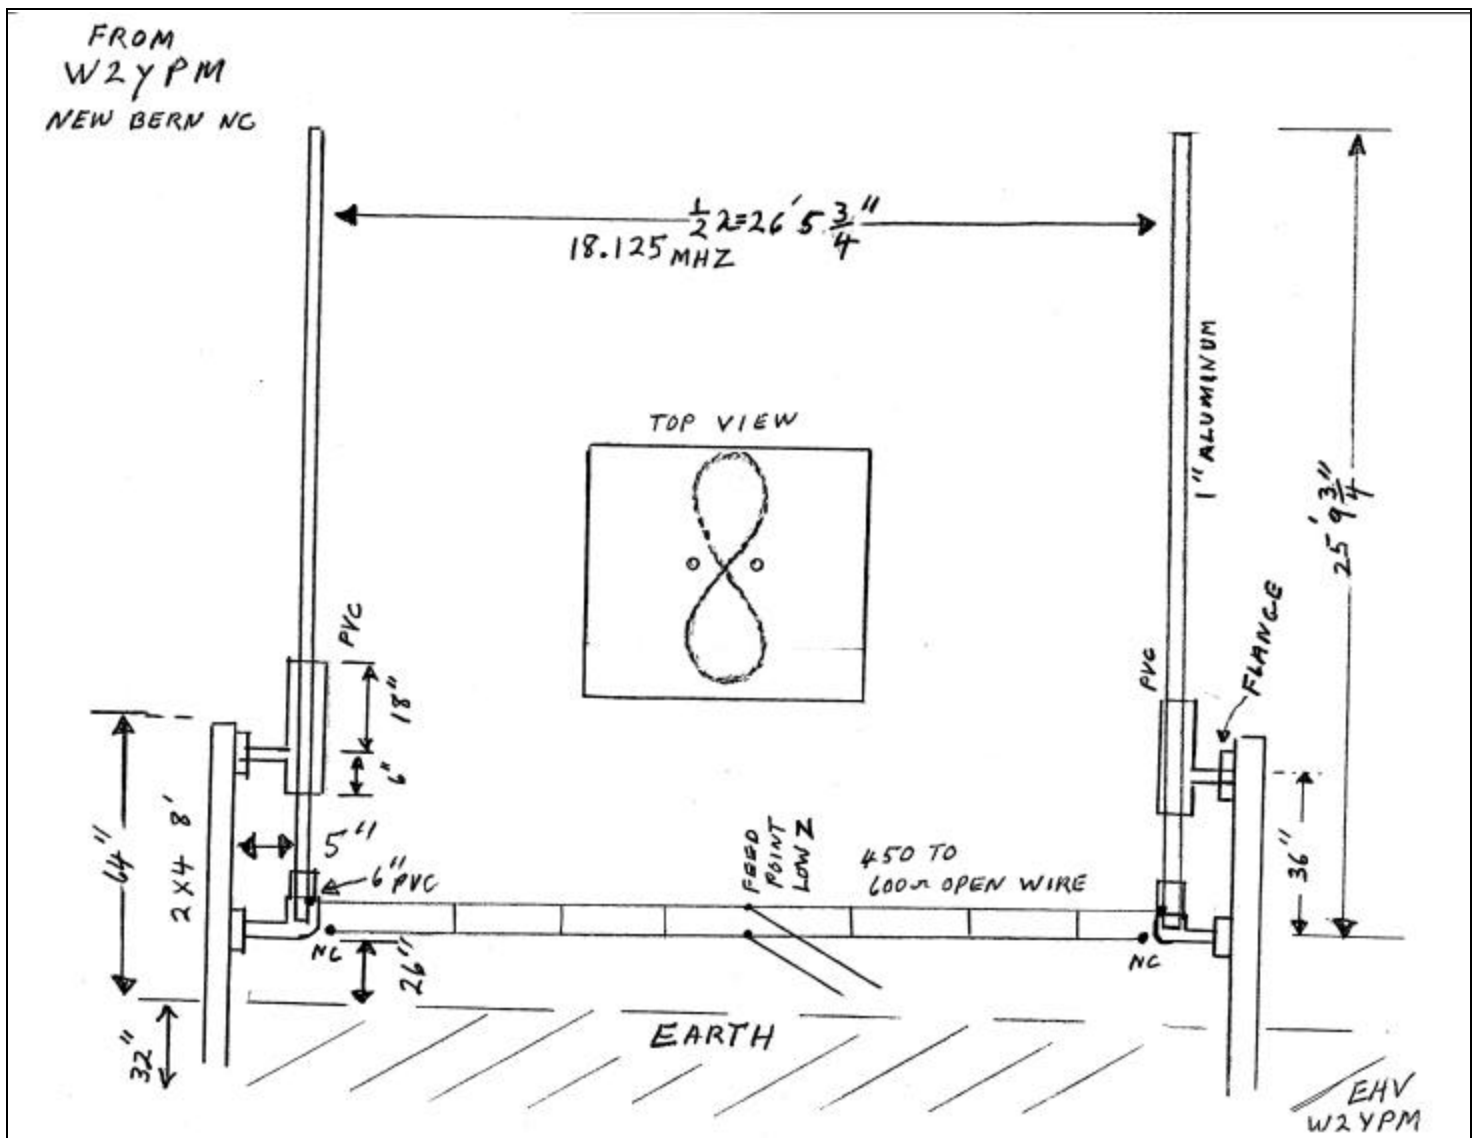 FROM
W2YPM
NEW BERN NC
1/2 λ=26' 5 3/4"
18.125 MHZ
TOP VIEW
1" ALUMINUM
25' 9 3/4"
PVC
18"
6"
PVC
FLANGE
64"
2X4 8'
5"
6" PVC
FEED
POINT
LOW Z
450 TO
600Ω OPEN WIRE
36"
NC
26"
NC
32"
EARTH
EHV
W2YPM